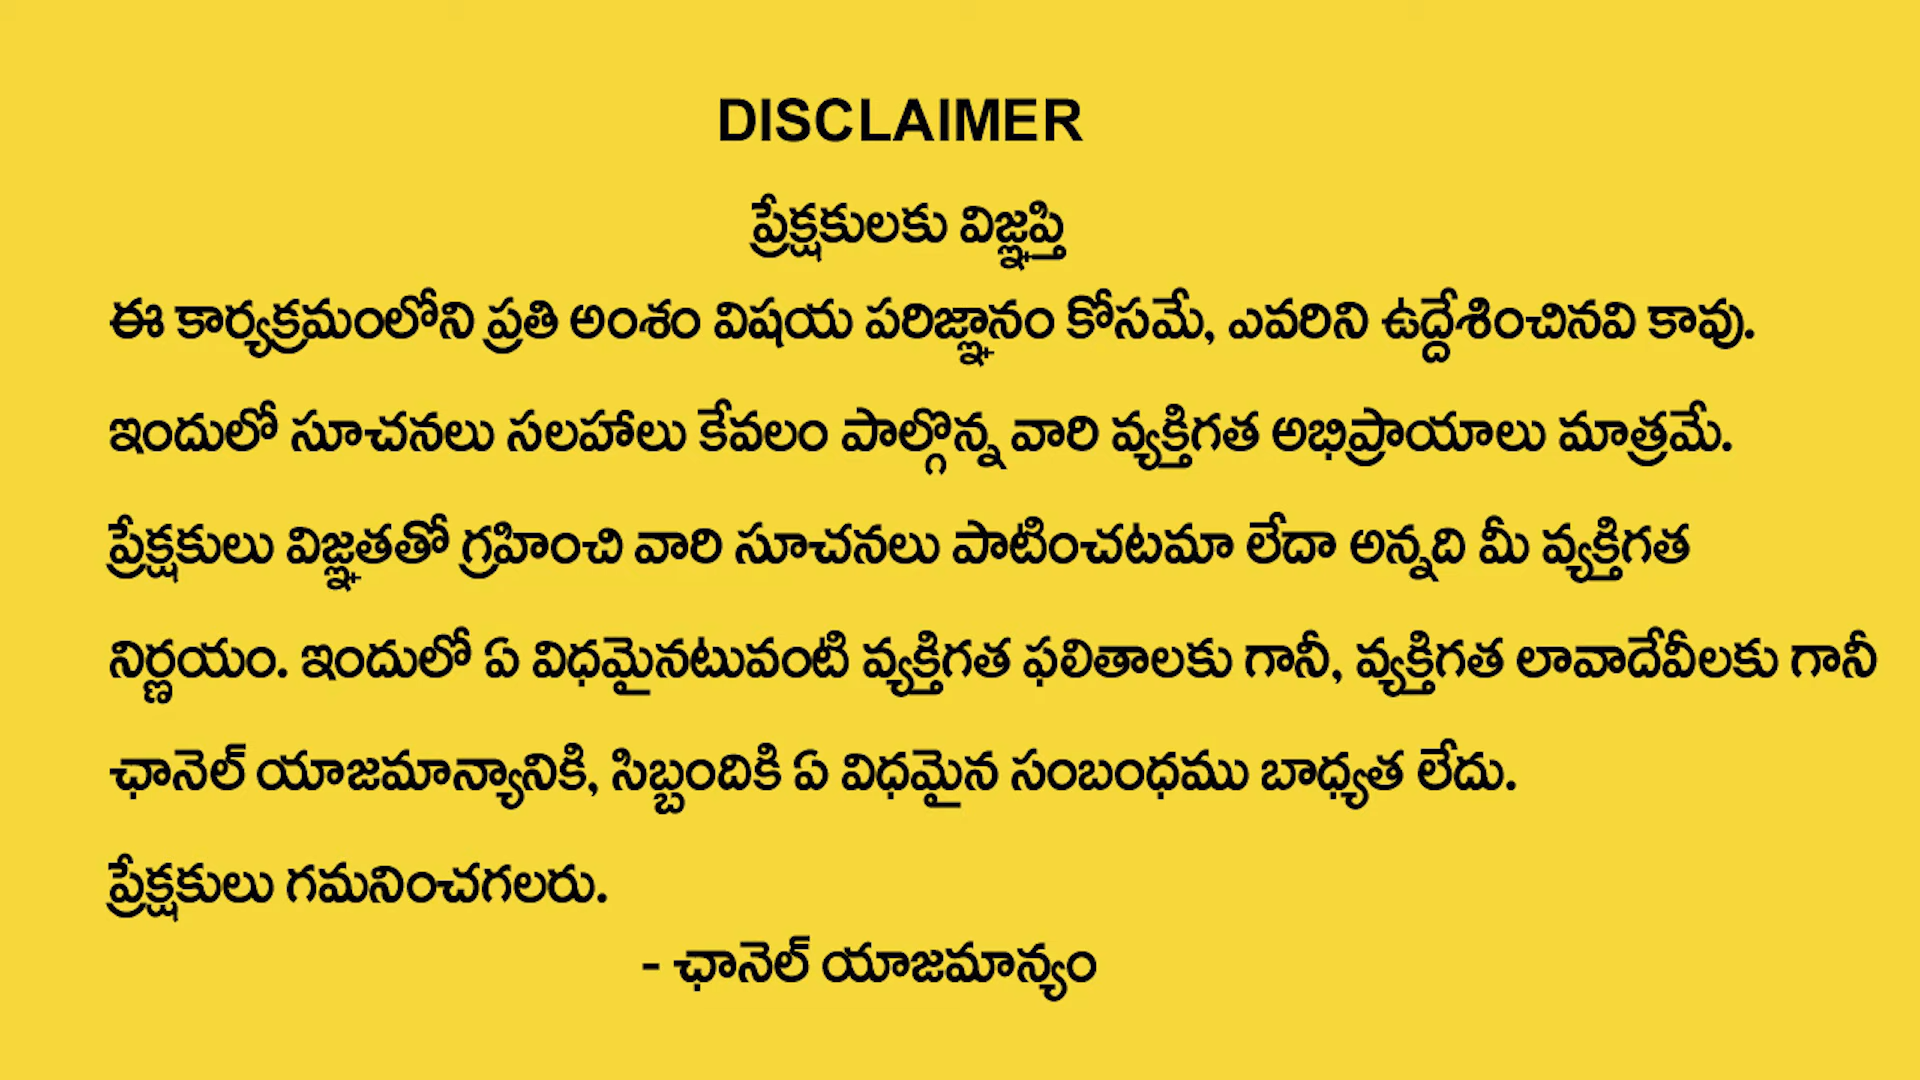 DISCLAIMER
ప్రేక్షకులకు విజ్ఞప్తి
ఈ కార్యక్రమంలోని ప్రతి అంశం విషయ పరిజ్ఞానం కోసమే, ఎవరిని ఉద్దేశించినవి కావు.
ఇందులో సూచనలు సలహాలు కేవలం పాల్గొన్న వారి వ్యక్తిగత అభిప్రాయాలు మాత్రమే.
ప్రేక్షకులు విజ్ఞతతో గ్రహించి వారి సూచనలు పాటించటమా లేదా అన్నది మీ వ్యక్తిగత
నిర్ణయం. ఇందులో ఏ విధమైనటువంటి వ్యక్తిగత ఫలితాలకు గానీ, వ్యక్తిగత లావాదేవీలకు గానీ
ఛానెల్ యాజమాన్యానికి, సిబ్బందికి ఏ విధమైన సంబంధము బాధ్యత లేదు.
ప్రేక్షకులు గమనించగలరు.
- ఛానెల్ యాజమాన్యం